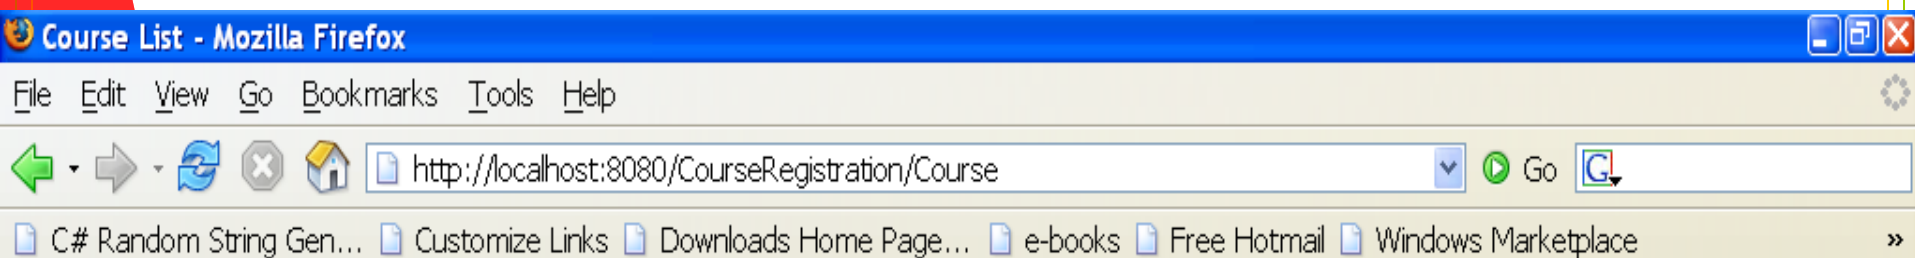 Course List - Mozilla Firefox
File Edit View Go Bookmarks Tools Help
http://localhost:8080/CourseRegistration/Course Go G
C# Random String Gen... Customize Links Downloads Home Page... e-books Free Hotmail Windows Marketplace »